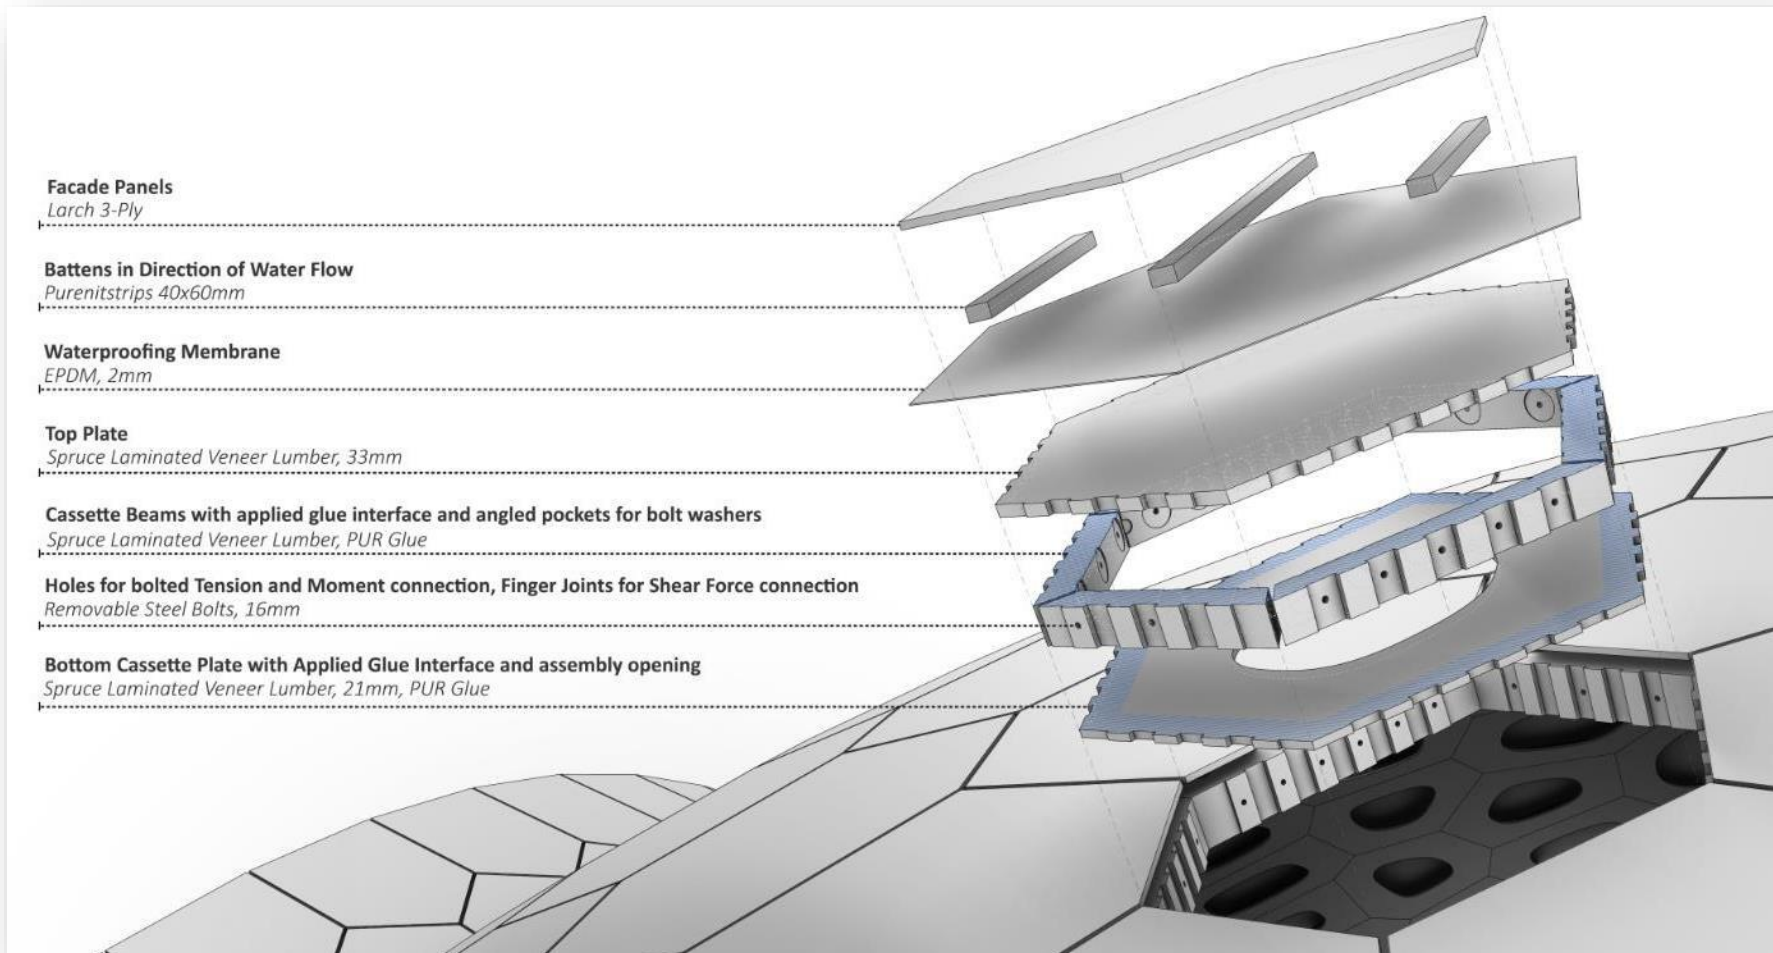 Facade Panels
Larch 3-Ply
Battens in Direction of Water Flow
Purenitstrips 40x60mm
Waterproofing Membrane
EPDM, 2mm
Top Plate
Spruce Laminated Veneer Lumber, 33mm
Cassette Beams with applied glue interface and angled pockets for bolt washers
Spruce Laminated Veneer Lumber, PUR Glue
Holes for bolted Tension and Moment connection, Finger Joints for Shear Force connection
Removable Steel Bolts, 16mm
Bottom Cassette Plate with Applied Glue Interface and assembly opening
Spruce Laminated Veneer Lumber, 21mm, PUR Glue